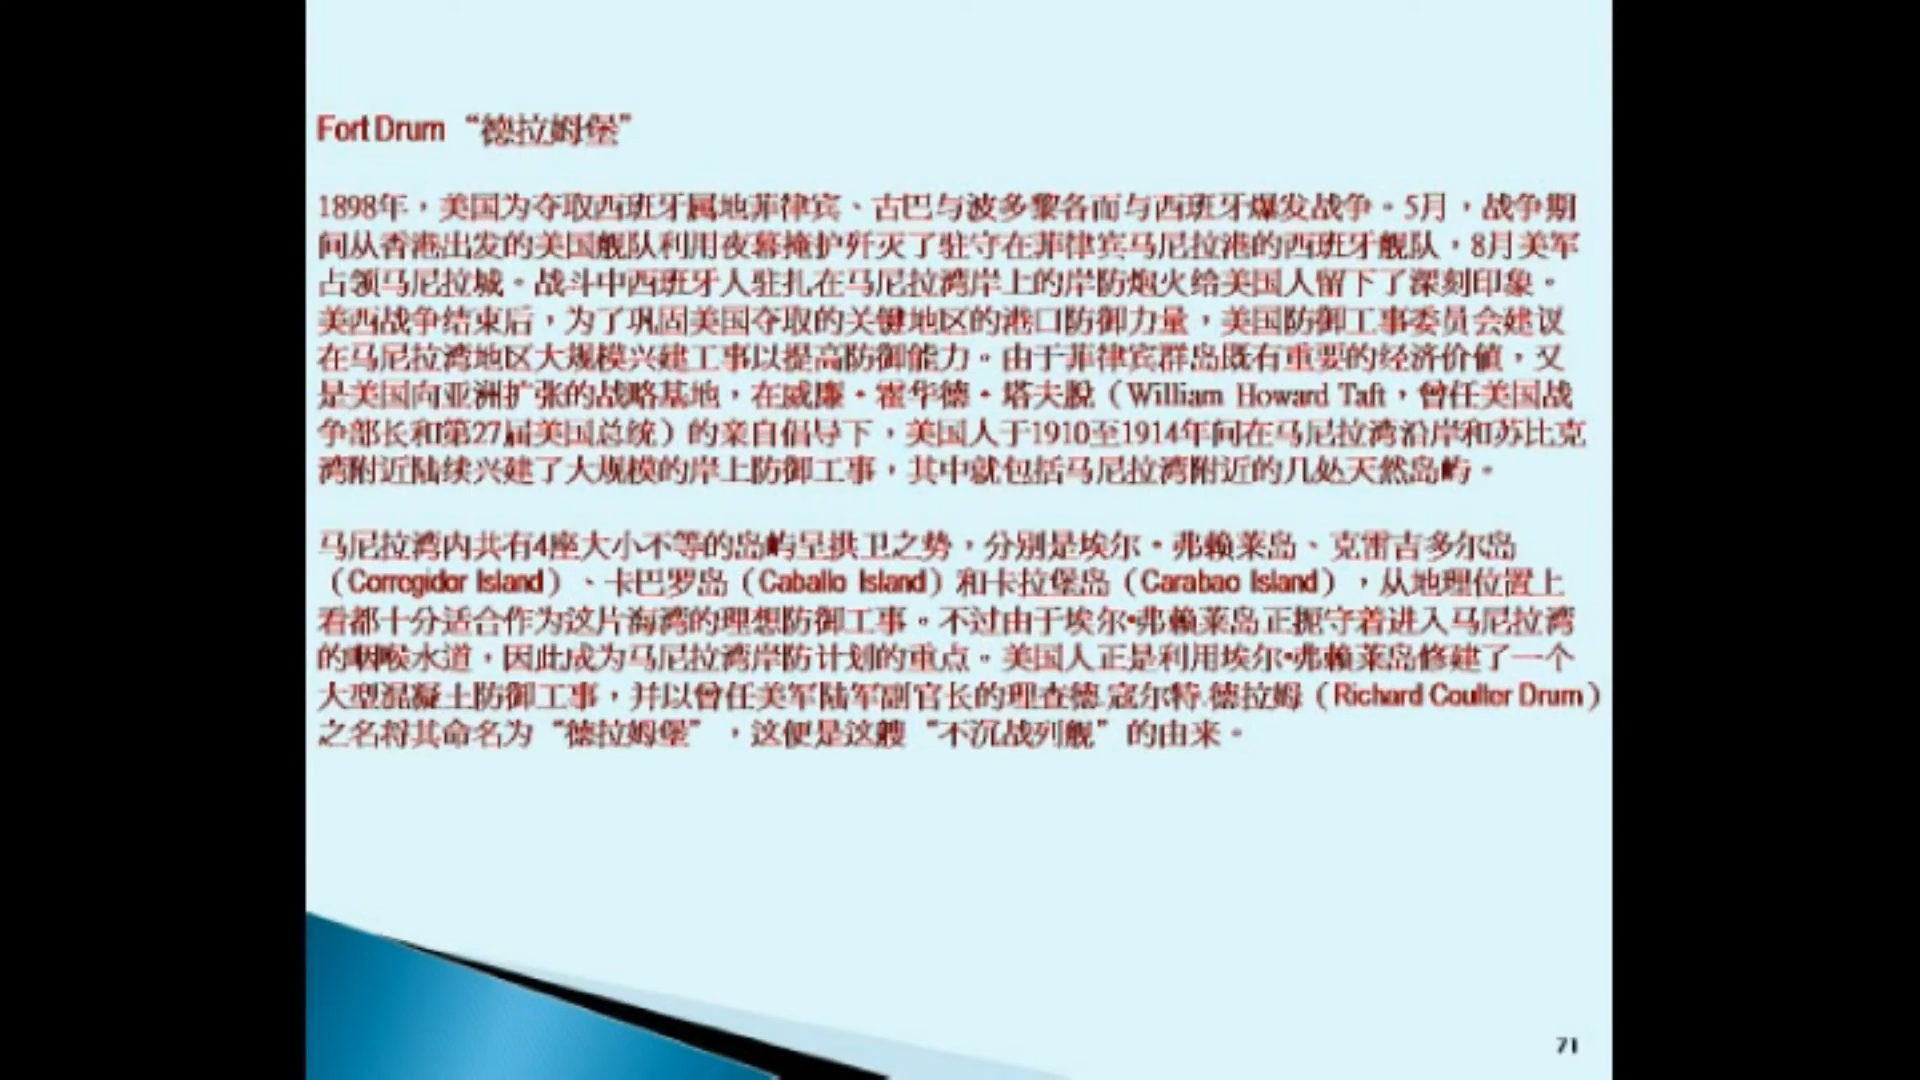 Fort Drum “德拉姆堡”
1898年，美国为夺取西班牙属地菲律宾、古巴与波多黎各而与西班牙爆发战争。5月，战争期
间从香港出发的美国舰队利用夜幕掩护歼灭了驻守在菲律宾马尼拉港的西班牙舰队，8月美军
占领马尼拉城。战斗中西班牙人驻扎在马尼拉湾岸上的岸防炮火给美国人留下了深刻印象。
美西战争结束后，为了巩固美国夺取的关键地区的港口防御力量，美国防御工事委员会建议
在马尼拉湾地区大规模兴建工事以提高防御能力。由于菲律宾群岛既有重要的经济价值，又
是美国向亚洲扩张的战略基地，在威廉·霍华德·塔夫脱（William Howard Taft，曾任美国战
争部长和第27届美国总统）的亲自倡导下，美国人于1910至1914年间在马尼拉湾沿岸和苏比克
湾附近陆续兴建了大规模的岸上防御工事，其中就包括马尼拉湾附近的几处天然岛屿。
马尼拉湾内共有4座大小不等的岛屿呈拱卫之势，分别是埃尔·弗赖莱岛、克雷吉多尔岛
（Corregidor Island）、卡巴罗岛（Caballo Island）和卡拉堡岛（Carabao Island），从地理位置上
看都十分适合作为这片海湾的理想防御工事。不过由于埃尔•弗赖莱岛正扼守着进入马尼拉湾
的咽喉水道，因此成为马尼拉湾岸防计划的重点。美国人正是利用埃尔•弗赖莱岛修建了一个
大型混凝土防御工事，并以曾任美军陆军副官长的理查德.寇尔特.德拉姆（Richard Coulter Drum）
之名将其命名为“德拉姆堡”，这便是这艘“不沉战列舰”的由来。
71